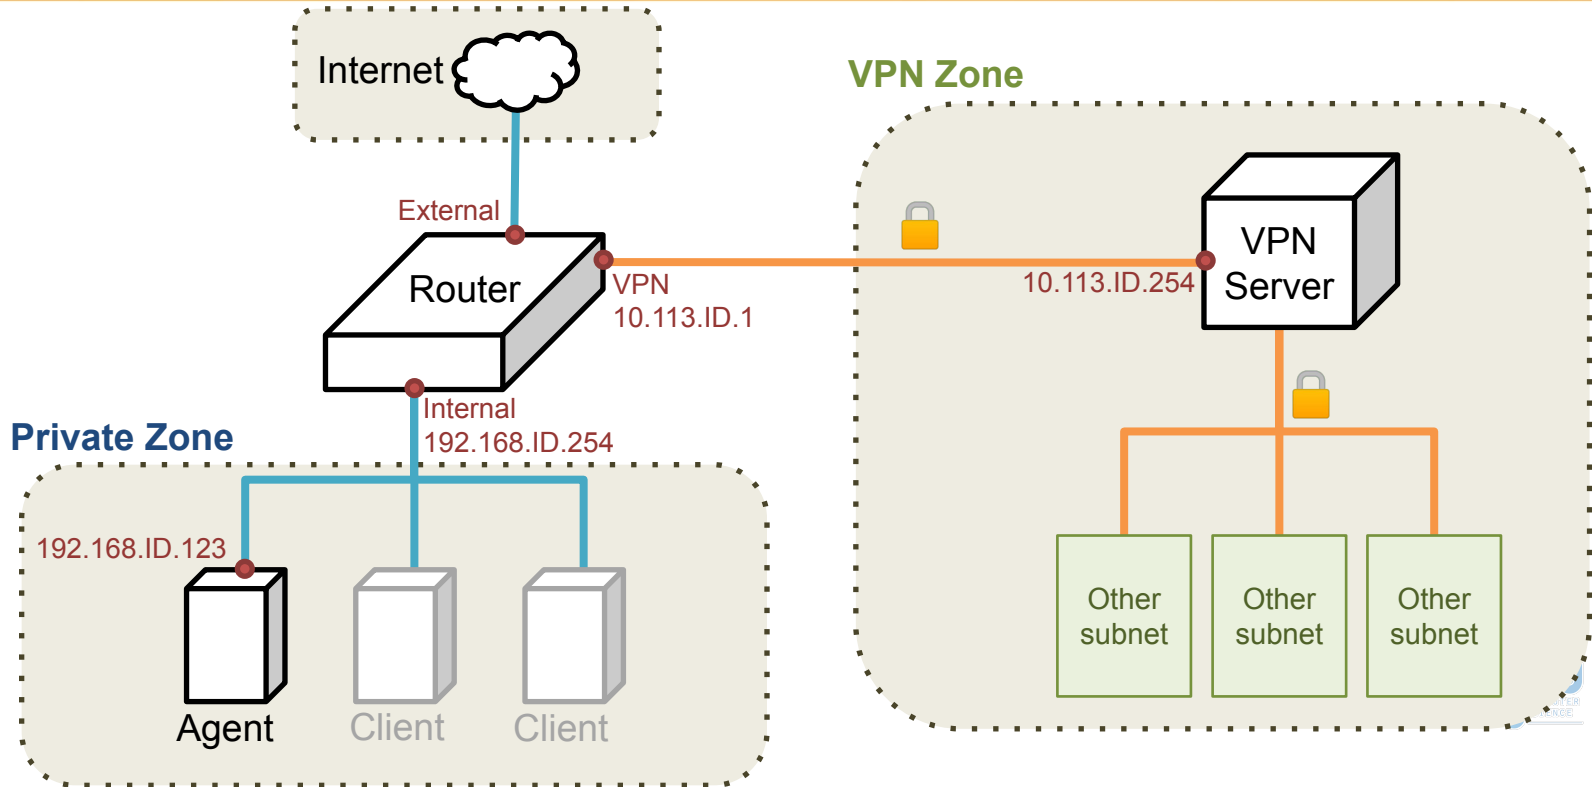 Internet
VPN Zone
External
Router
VPN
10.113.ID.1
10.113.ID.254
VPN
Server
Internal
192.168.ID.254
Private Zone
192.168.ID.123
Agent
Client
Client
Other
subnet
Other
subnet
Other
subnet